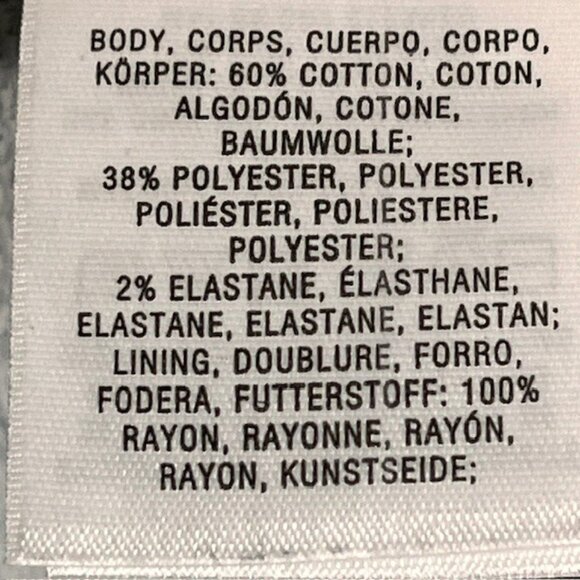 BODY, CORPS, CUERPO, CORPO,
KÖRPER: 60% COTTON, COTON,
ALGODÓN, COTONE,
BAUMWOLLE;
38% POLYESTER, POLYESTER,
POLIÉSTER, POLIESTERE,
POLYESTER;
2% ELASTANE, ÉLASTHANE,
ELASTANE, ELASTANE, ELASTAN;
LINING, DOUBLURE, FORRO,
FODERA, FUTTERSTOFF: 100%
RAYON, RAYONNE, RAYÓN,
RAYON, KUNSTSEIDE;